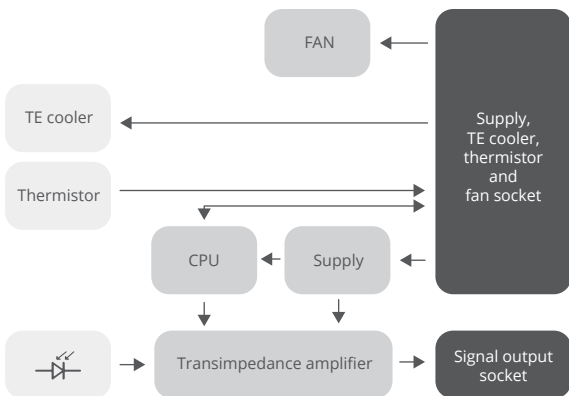 FAN
TE cooler
Supply,
TE cooler,
thermistor
and
fan socket
Thermistor
CPU
Supply
Transimpedance amplifier
Signal output
socket